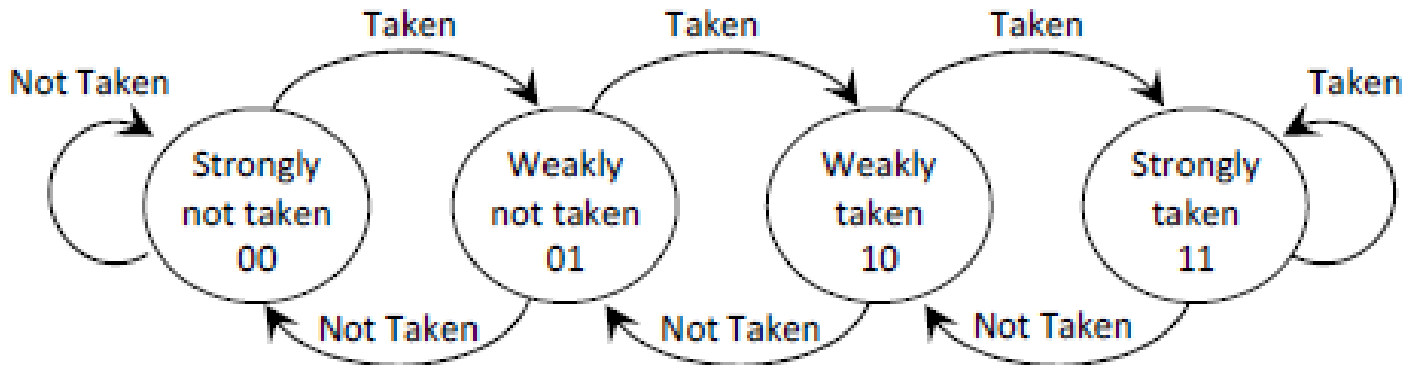 Taken
Taken
Taken
Not Taken
Taken
Strongly
not taken
00
Weakly
not taken
01
Weakly
taken
10
Strongly
taken
11
Not Taken
Not Taken
Not Taken